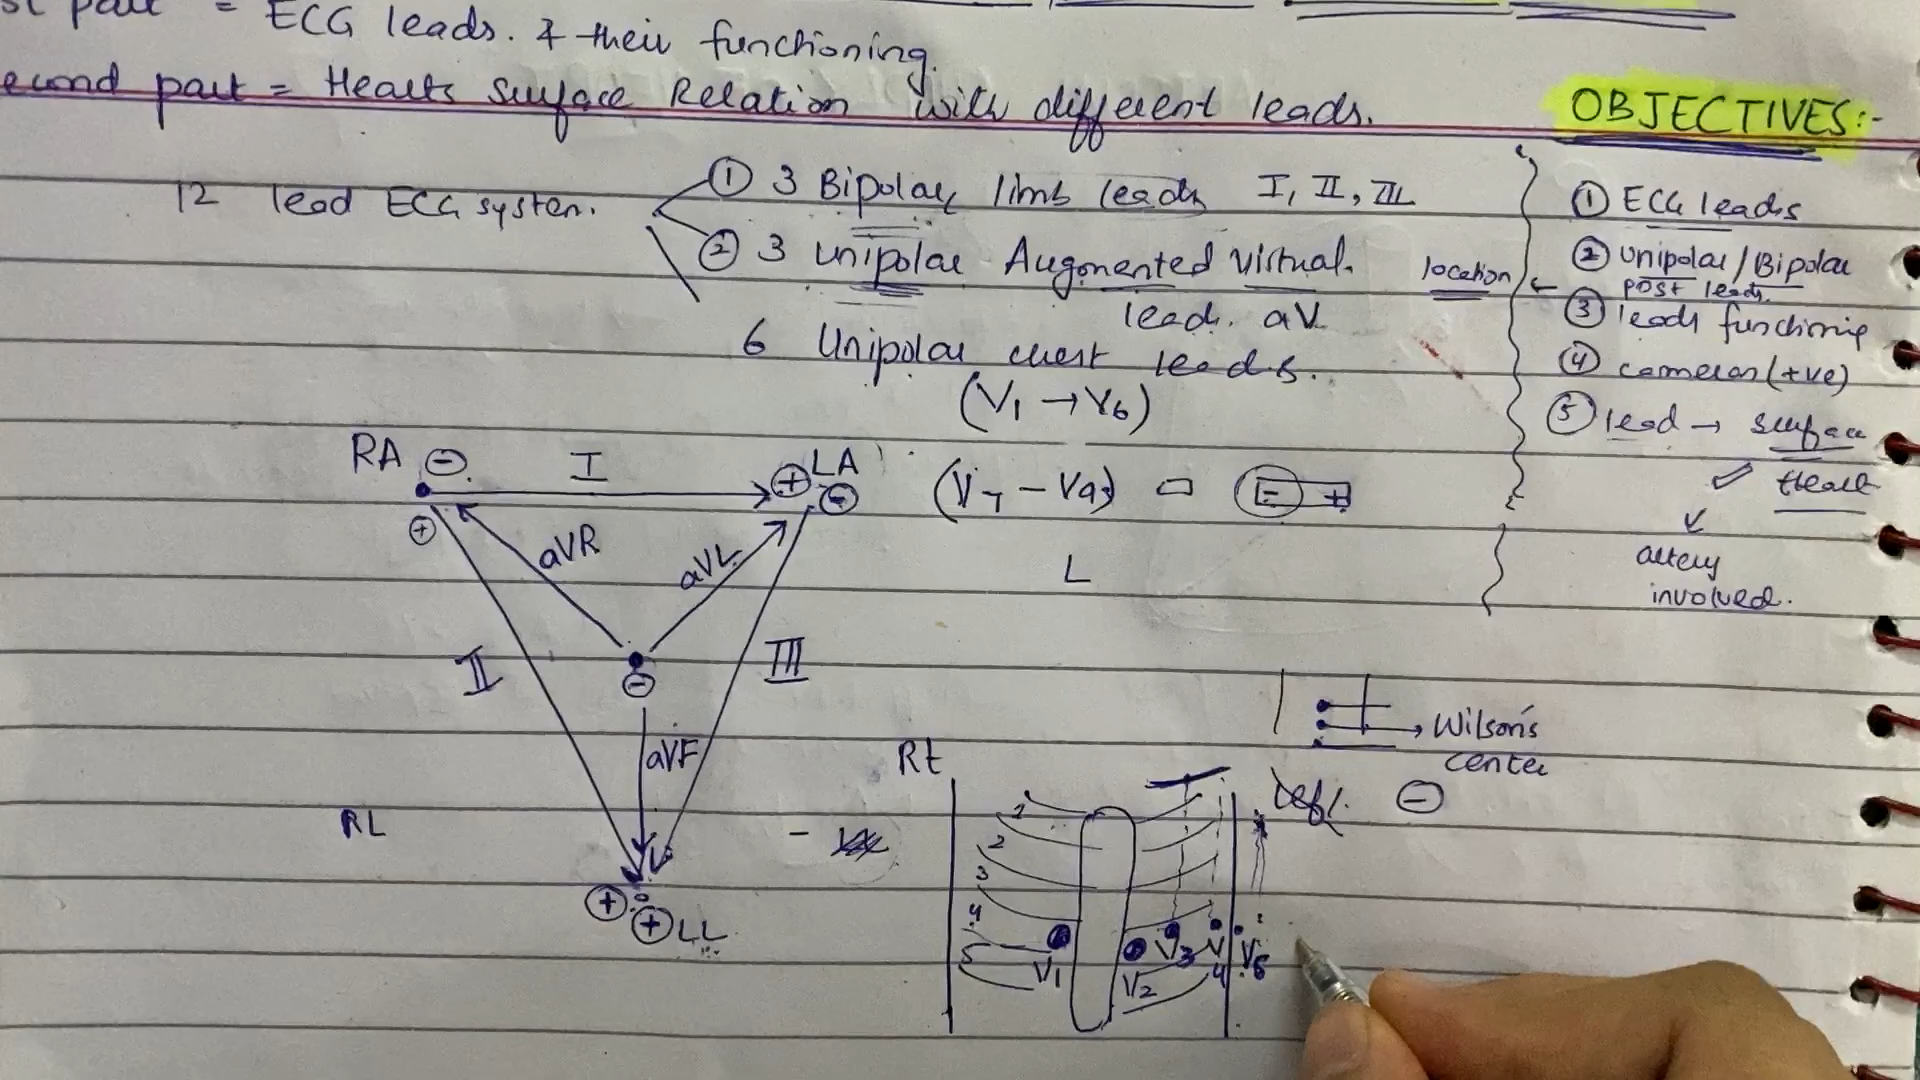 = ECG leads. & their functioning.
econd part = Hearts Surface Relation with different leads.
OBJECTIVES:-
12 lead ECG system.
① 3 Bipolar limb leads I, II, III
② 3 unipolar Augmented virtual.
lead. aV
6 Unipolar chest leads.
(V1 → V6)
(V7 – V9) - +
L
location
① ECG leads
② unipolar/Bipolar
post leads.
③ leads functioning
④ cameras (+ve)
⑤ lead → surface
Heart
artery
involved.
RA - I + LA -
+
aVR aVL
II III
-
aVF
RL
+
+ LL
Wilson's
center
-
Rt Left.
1
2
3
4
5
V1 V2 V3 V4 V5